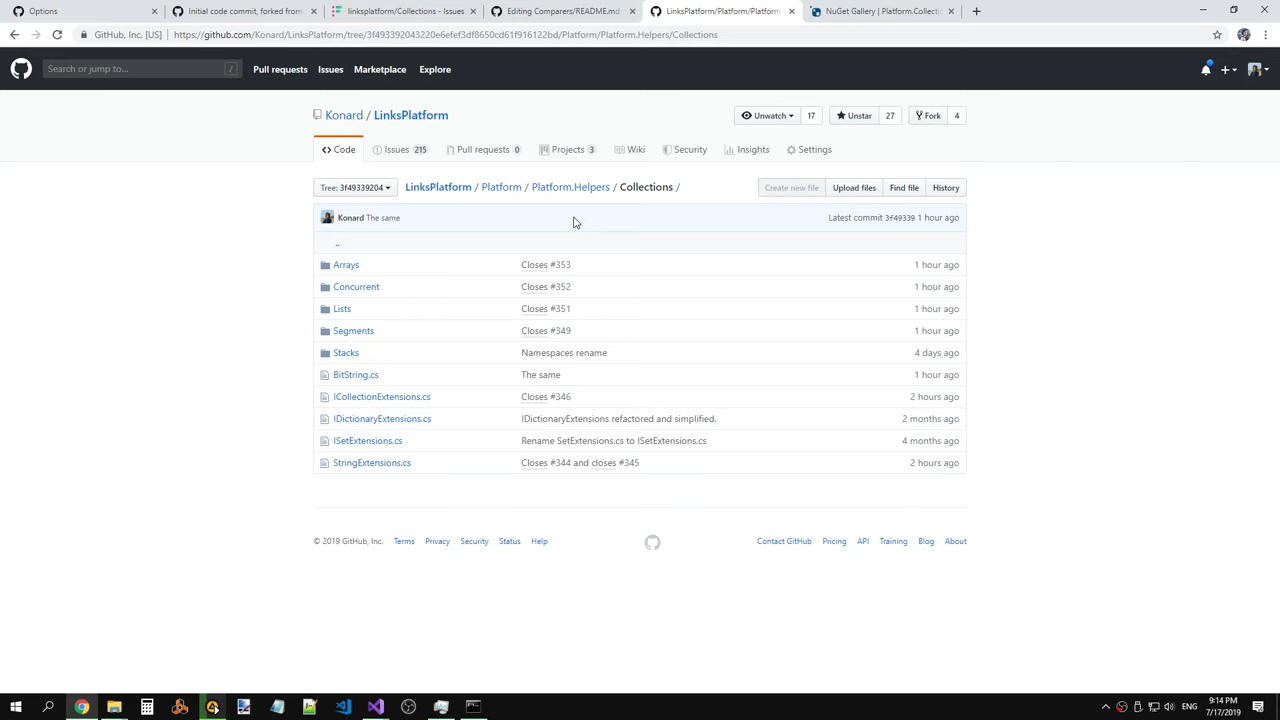 Options
Initial code commit, forked from
linksplatform/Collections - Issues
Editing Comparers/README.md
LinksPlatform/Platform/Platform
NuGet Gallery | Platform.Collecti
GitHub, Inc. [US]
https://github.com/Konard/LinksPlatform/tree/3f493392043220e6efef3df8650cd61f916122bd/Platform/Platform.Helpers/Collections
Search or jump to...
/
Pull requests
Issues
Marketplace
Explore
Konard / LinksPlatform
Unwatch 17
Unstar 27
Fork 4
Code
Issues 215
Pull requests 0
Projects 3
Wiki
Security
Insights
Settings
Tree: 3f49339204
LinksPlatform / Platform / Platform.Helpers / Collections /
Create new file
Upload files
Find file
History
Konard The same
Latest commit 3f49339 1 hour ago
..
Arrays Closes #353 1 hour ago
Concurrent Closes #352 1 hour ago
Lists Closes #351 1 hour ago
Segments Closes #349 1 hour ago
Stacks Namespaces rename 4 days ago
BitString.cs The same 1 hour ago
ICollectionExtensions.cs Closes #346 2 hours ago
IDictionaryExtensions.cs IDictionaryExtensions refactored and simplified. 2 months ago
ISetExtensions.cs Rename SetExtensions.cs to ISetExtensions.cs 4 months ago
StringExtensions.cs Closes #344 and closes #345 2 hours ago
© 2019 GitHub, Inc.
Terms
Privacy
Security
Status
Help
Contact GitHub
Pricing
API
Training
Blog
About
ENG
9:14 PM
7/17/2019